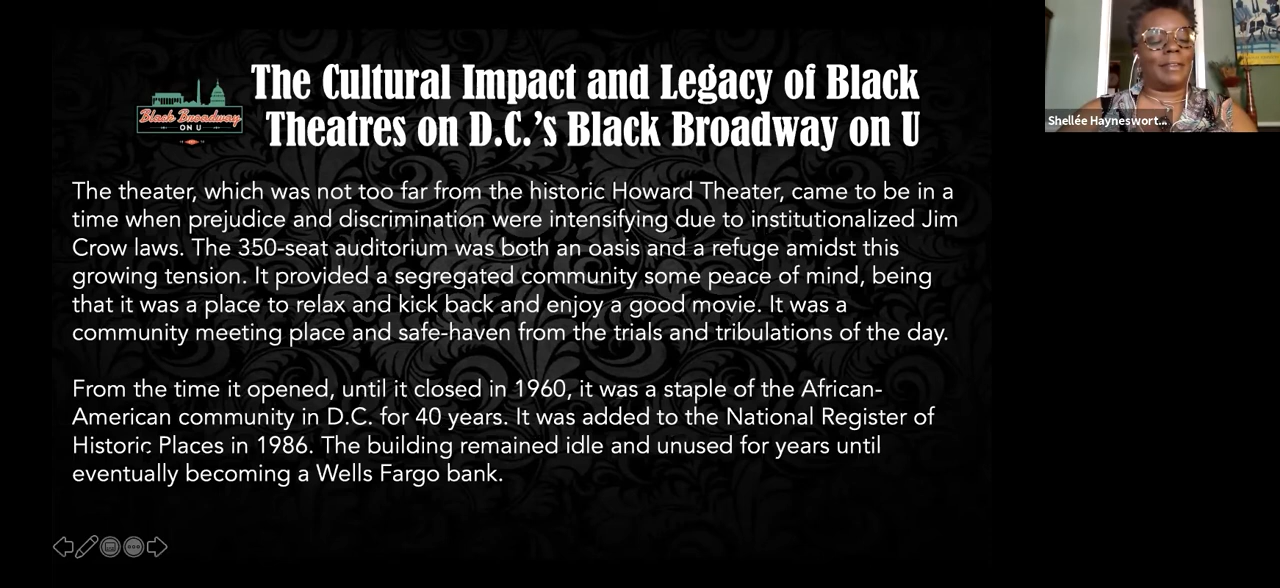 The Cultural Impact and Legacy of Black
Theatres on D.C.'s Black Broadway on U
Black Broadway
ON U
The theater, which was not too far from the historic Howard Theater, came to be in a
time when prejudice and discrimination were intensifying due to institutionalized Jim
Crow laws. The 350-seat auditorium was both an oasis and a refuge amidst this
growing tension. It provided a segregated community some peace of mind, being
that it was a place to relax and kick back and enjoy a good movie. It was a
community meeting place and safe-haven from the trials and tribulations of the day.
From the time it opened, until it closed in 1960, it was a staple of the African-
American community in D.C. for 40 years. It was added to the National Register of
Historic Places in 1986. The building remained idle and unused for years until
eventually becoming a Wells Fargo bank.
Shellée Hayneswort...